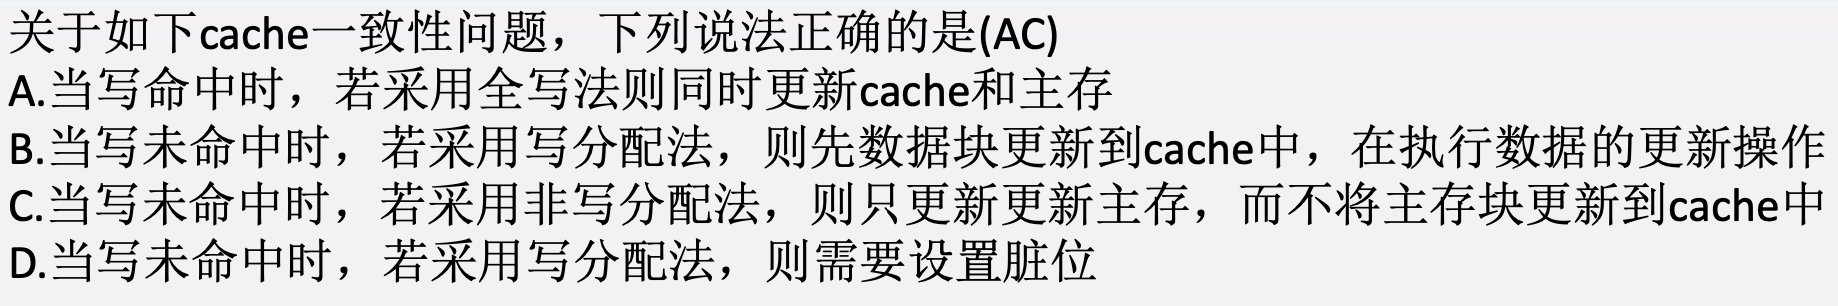 关于如下cache一致性问题，下列说法正确的是(AC)
A.当写命中时，若采用全写法则同时更新cache和主存
B.当写未命中时，若采用写分配法，则先数据块更新到cache中，在执行数据的更新操作
C.当写未命中时，若采用非写分配法，则只更新更新主存，而不将主存块更新到cache中
D.当写未命中时，若采用写分配法，则需要设置脏位